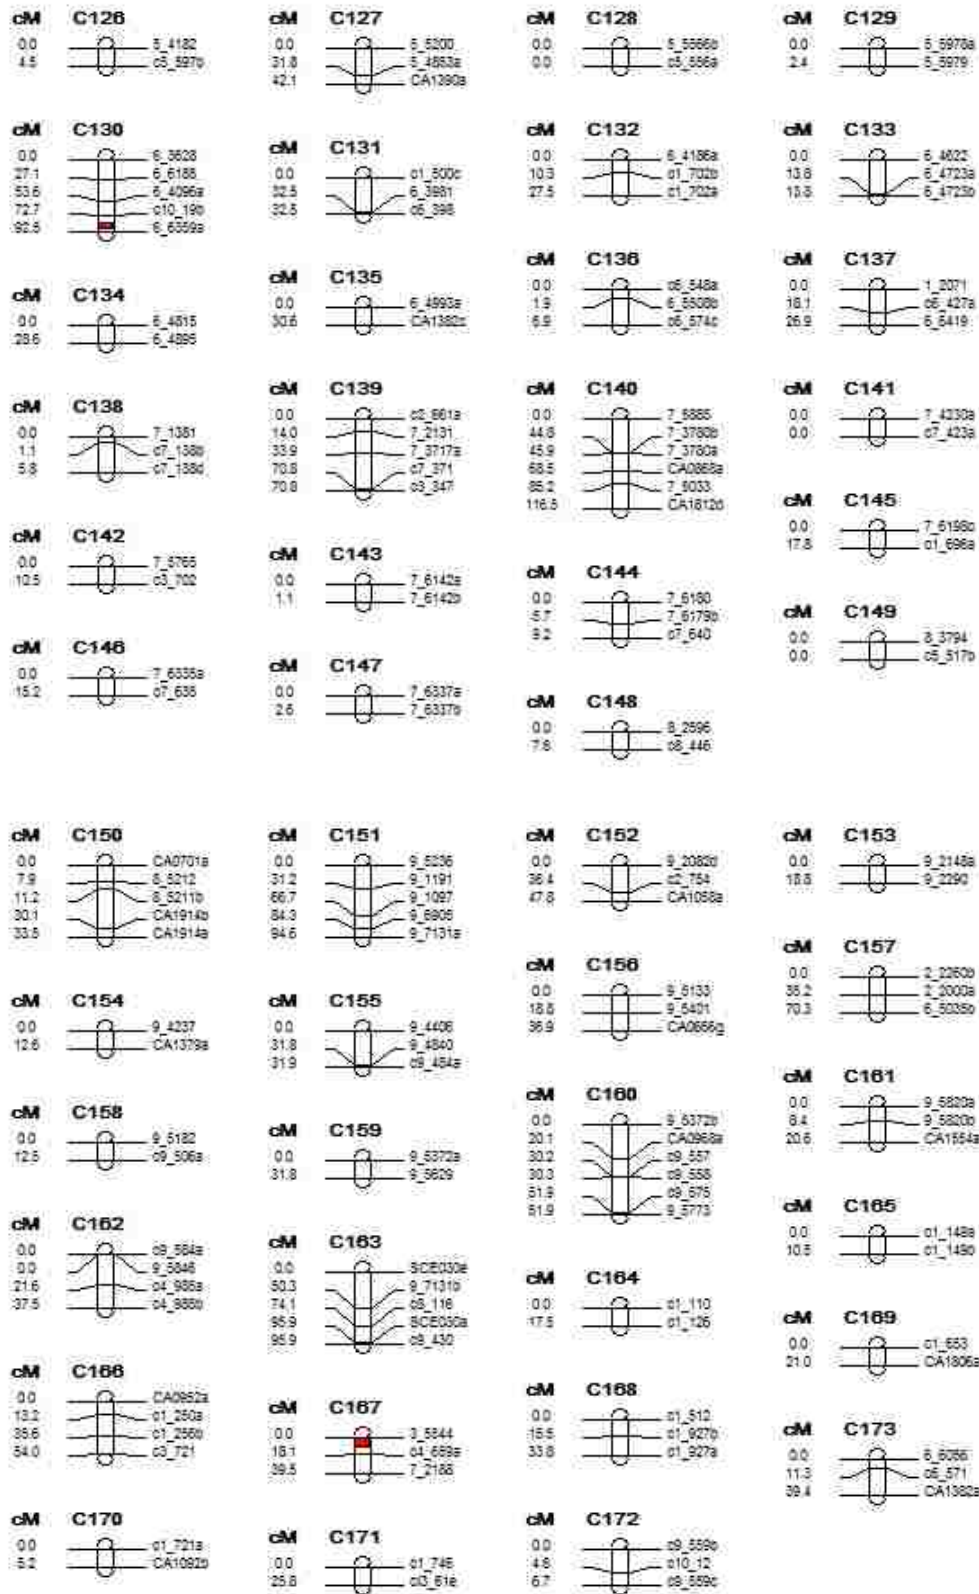 cM C126
0.0 5_4182
4.5 c5_597b
cM C127
0.0 5_5200
31.8 5_4853a
42.1 CA1390a
cM C128
0.0 5_5566b
0.0 c5_556a
cM C129
0.0 5_5978a
2.4 5_5979
cM C130
0.0 6_3628
27.1 6_6188
53.6 6_4096a
72.7 c10_19b
92.5 6_6359a
cM C131
0.0 c1_500c
32.5 6_3981
32.5 c6_398
cM C132
0.0 6_4186a
10.3 c1_702b
27.5 c1_702a
cM C133
0.0 6_4622
13.8 6_4723a
13.8 6_4723b
cM C134
0.0 6_4815
28.6 6_4895
cM C135
0.0 6_4993a
30.6 CA1382c
cM C136
0.0 c6_548a
1.9 6_5508b
6.9 c6_574c
cM C137
0.0 1_2071
18.1 c6_427a
26.9 6_5419
cM C138
0.0 7_1381
1.1 c7_138b
5.8 c7_138d
cM C139
0.0 c2_661a
14.0 7_2131
33.9 7_3717a
70.8 c7_371
70.8 c3_347
cM C140
0.0 7_5885
44.8 7_3780b
45.9 7_3780a
68.5 CA0868a
85.2 7_5033
116.5 CA1812b
cM C141
0.0 7_4230a
0.0 c7_423a
cM C142
0.0 7_5765
10.5 c3_702
cM C143
0.0 7_6142a
1.1 7_6142b
cM C144
0.0 7_6180
5.7 7_6179b
9.2 c7_640
cM C145
0.0 7_6198b
17.8 c1_696a
cM C146
0.0 7_6335a
15.2 c7_635
cM C147
0.0 7_6337a
2.6 7_6337b
cM C148
0.0 8_2596
7.8 c8_446
cM C149
0.0 8_3794
0.0 c5_517b
cM C150
0.0 CA0701a
7.9 8_5212
11.2 8_5211b
30.1 CA1914b
33.5 CA1914a
cM C151
0.0 9_5236
31.2 9_1191
66.7 9_1097
84.3 9_6905
94.6 9_7131a
cM C152
0.0 9_2082d
36.4 c2_754
47.8 CA1058a
cM C153
0.0 9_2148a
18.8 9_2290
cM C154
0.0 9_4237
12.6 CA1379a
cM C155
0.0 9_4406
31.8 9_4840
31.9 c9_484a
cM C156
0.0 9_5133
18.8 9_5401
36.9 CA0656g
cM C157
0.0 2_2260b
35.2 2_2000a
70.3 6_5035b
cM C158
0.0 9_5182
12.5 c9_506a
cM C159
0.0 9_5372a
31.8 9_5629
cM C160
0.0 9_5372b
20.1 CA0968a
30.2 c9_557
30.3 c9_558
51.9 c9_575
51.9 9_5773
cM C161
0.0 9_5820a
8.4 9_5820b
20.6 CA1554a
cM C162
0.0 c9_584a
0.0 9_5846
21.6 c4_985a
37.5 c4_985b
cM C163
0.0 SCE030e
50.3 9_7131b
74.1 c8_116
95.9 SCE030a
95.9 c9_430
cM C164
0.0 c1_110
17.5 c1_126
cM C165
0.0 c1_149a
10.5 c1_149b
cM C166
0.0 CA0952a
13.2 c1_250a
35.6 c1_256b
54.0 c3_721
cM C167
0.0 3_5844
18.1 c4_659a
39.5 7_2188
cM C168
0.0 c1_512
15.5 c1_927b
33.8 c1_927a
cM C169
0.0 c1_653
21.0 CA1806a
cM C170
0.0 c1_721a
5.2 CA1092b
cM C171
0.0 c1_745
25.8 cl3_61e
cM C172
0.0 c9_559b
4.6 c10_12
6.7 c9_559c
cM C173
0.0 6_6086
11.3 c6_571
39.4 CA1382a